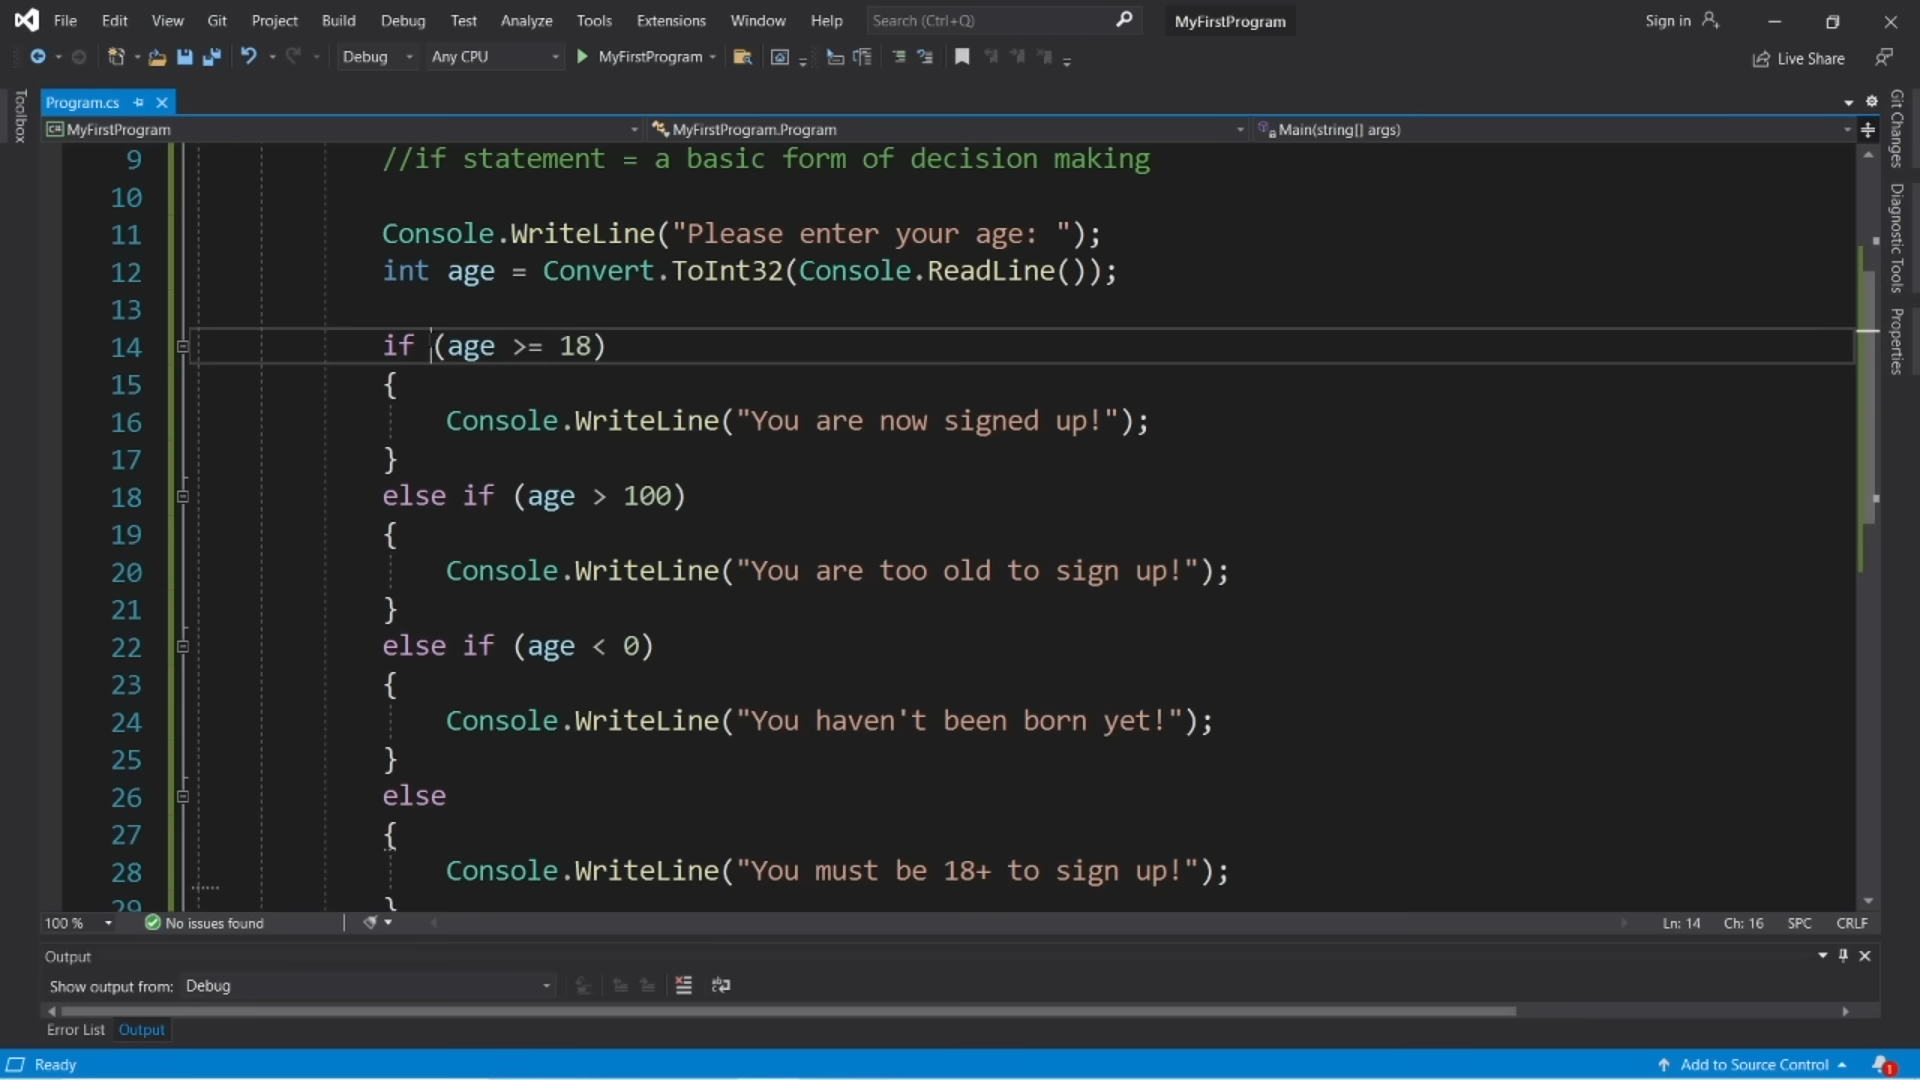 File Edit View Git Project Build Debug Test Analyze Tools Extensions Window Help Search (Ctrl+Q) MyFirstProgram Sign in
Debug Any CPU MyFirstProgram Live Share
Toolbox
Program.cs
MyFirstProgram MyFirstProgram.Program Main(string[] args)
9 //if statement = a basic form of decision making
10
11 Console.WriteLine("Please enter your age: ");
12 int age = Convert.ToInt32(Console.ReadLine());
13
14 if (age >= 18)
15 {
16 Console.WriteLine("You are now signed up!");
17 }
18 else if (age > 100)
19 {
20 Console.WriteLine("You are too old to sign up!");
21 }
22 else if (age < 0)
23 {
24 Console.WriteLine("You haven't been born yet!");
25 }
26 else
27 {
28 Console.WriteLine("You must be 18+ to sign up!");
29 }
Git Changes
Diagnostic Tools
Properties
100 % No issues found Ln: 14 Ch: 16 SPC CRLF
Output
Show output from: Debug
Error List Output
Ready Add to Source Control 1